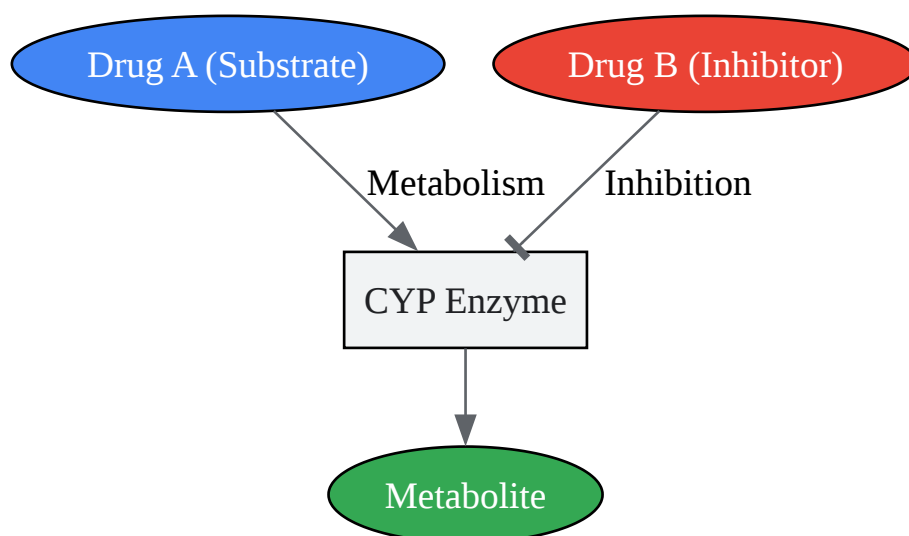 Drug A (Substrate)
Drug B (Inhibitor)
Metabolism
Inhibition
CYP Enzyme
Metabolite